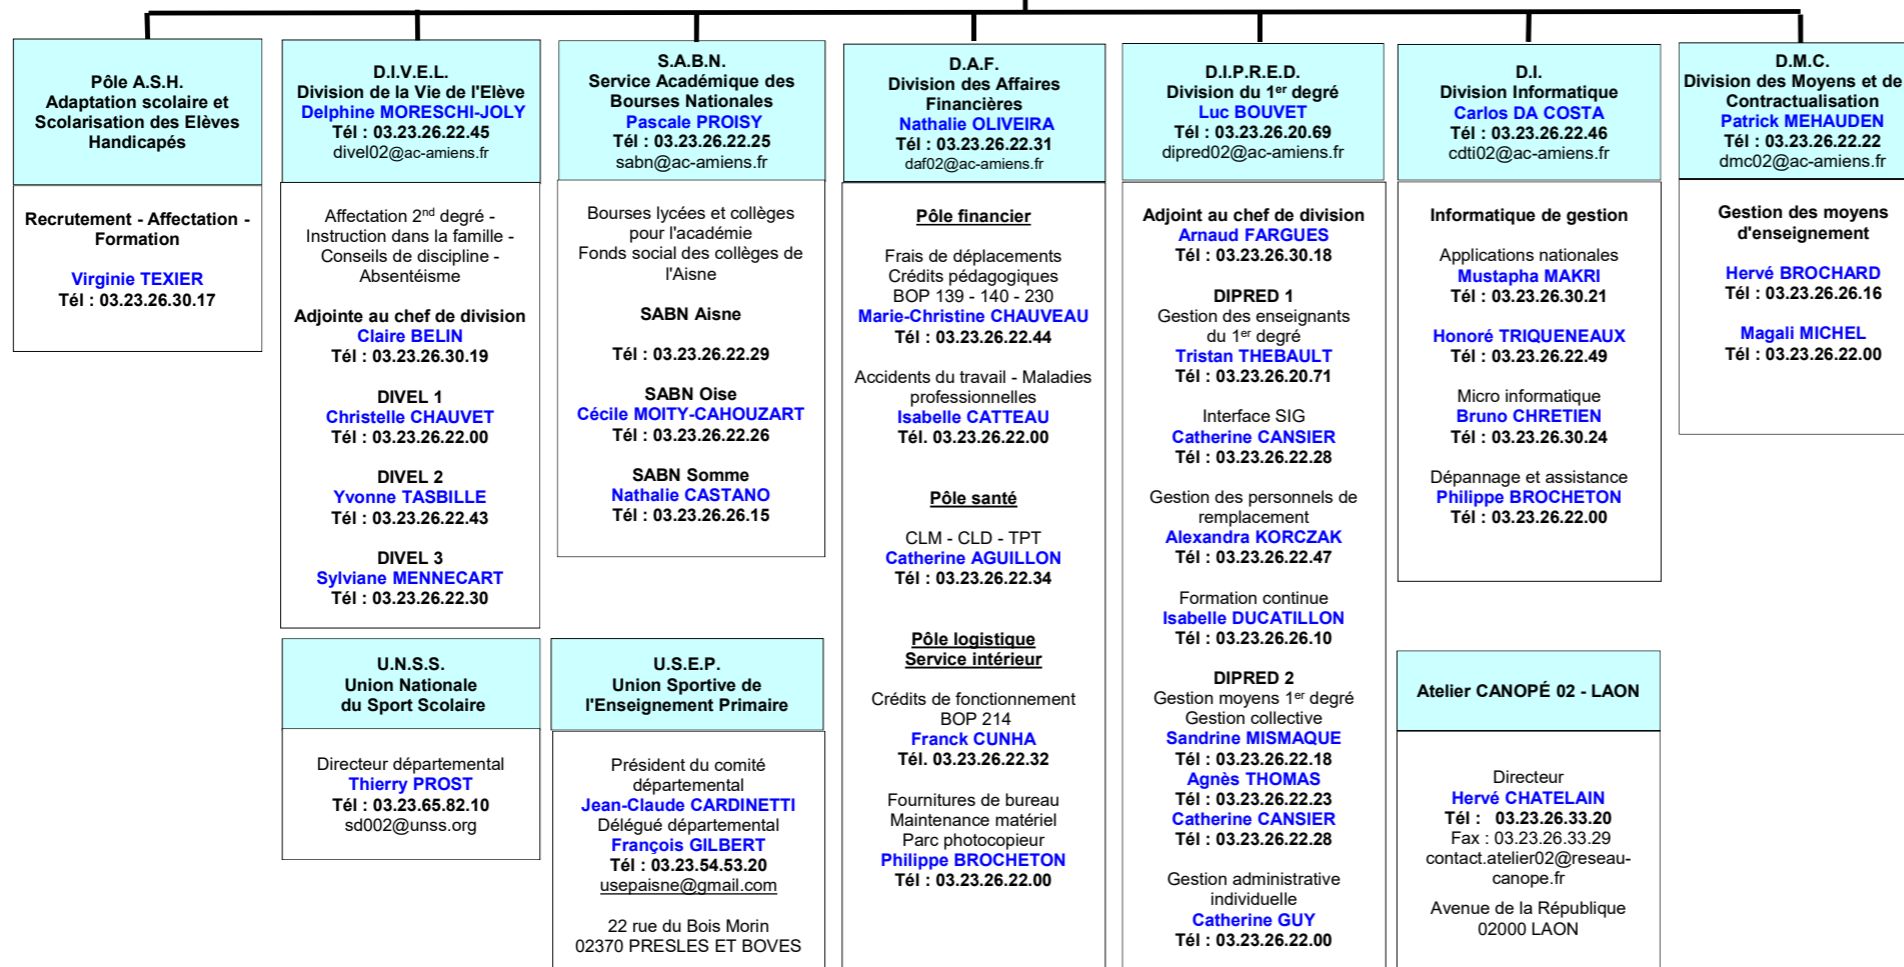 Pôle A.S.H.
Adaptation scolaire et
Scolarisation des Elèves
Handicapés
Recrutement - Affectation -
Formation
Virginie TEXIER
Tél : 03.23.26.30.17
D.I.V.E.L.
Division de la Vie de l'Elève
Delphine MORESCHI-JOLY
Tél : 03.23.26.22.45
divel02@ac-amiens.fr
Affectation 2nd degré -
Instruction dans la famille -
Conseils de discipline -
Absentéisme
Adjointe au chef de division
Claire BELIN
Tél : 03.23.26.30.19
DIVEL 1
Christelle CHAUVET
Tél : 03.23.26.22.00
DIVEL 2
Yvonne TASBILLE
Tél : 03.23.26.22.43
DIVEL 3
Sylviane MENNECART
Tél : 03.23.26.22.30
U.N.S.S.
Union Nationale
du Sport Scolaire
Directeur départemental
Thierry PROST
Tél : 03.23.65.82.10
sd002@unss.org
S.A.B.N.
Service Académique des
Bourses Nationales
Pascale PROISY
Tél : 03.23.26.22.25
sabn@ac-amiens.fr
Bourses lycées et collèges
pour l'académie
Fonds social des collèges de
l'Aisne
SABN Aisne
Tél : 03.23.26.22.29
SABN Oise
Cécile MOITY-CAHOUZART
Tél : 03.23.26.22.26
SABN Somme
Nathalie CASTANO
Tél : 03.23.26.26.15
U.S.E.P.
Union Sportive de
l'Enseignement Primaire
Président du comité
départemental
Jean-Claude CARDINETTI
Délégué départemental
François GILBERT
Tél : 03.23.54.53.20
usepaisne@gmail.com
22 rue du Bois Morin
02370 PRESLES ET BOVES
D.A.F.
Division des Affaires
Financières
Nathalie OLIVEIRA
Tél : 03.23.26.22.31
daf02@ac-amiens.fr
Pôle financier
Frais de déplacements
Crédits pédagogiques
BOP 139 - 140 - 230
Marie-Christine CHAUVEAU
Tél : 03.23.26.22.44
Accidents du travail - Maladies
professionnelles
Isabelle CATTEAU
Tél. 03.23.26.22.00
Pôle santé
CLM - CLD - TPT
Catherine AGUILLON
Tél : 03.23.26.22.34
Pôle logistique
Service intérieur
Crédits de fonctionnement
BOP 214
Franck CUNHA
Tél. 03.23.26.22.32
Fournitures de bureau
Maintenance matériel
Parc photocopieur
Philippe BROCHETON
Tél : 03.23.26.22.00
D.I.P.R.E.D.
Division du 1er degré
Luc BOUVET
Tél : 03.23.26.20.69
dipred02@ac-amiens.fr
Adjoint au chef de division
Arnaud FARGUES
Tél : 03.23.26.30.18
DIPRED 1
Gestion des enseignants
du 1er degré
Tristan THEBAULT
Tél : 03.23.26.20.71
Interface SIG
Catherine CANSIER
Tél : 03.23.26.22.28
Gestion des personnels de
remplacement
Alexandra KORCZAK
Tél : 03.23.26.22.47
Formation continue
Isabelle DUCATILLON
Tél : 03.23.26.26.10
DIPRED 2
Gestion moyens 1er degré
Gestion collective
Sandrine MISMAQUE
Tél : 03.23.26.22.18
Agnès THOMAS
Tél : 03.23.26.22.23
Catherine CANSIER
Tél : 03.23.26.22.28
Gestion administrative
individuelle
Catherine GUY
Tél : 03.23.26.22.00
D.I.
Division Informatique
Carlos DA COSTA
Tél : 03.23.26.22.46
cdti02@ac-amiens.fr
Informatique de gestion
Applications nationales
Mustapha MAKRI
Tél : 03.23.26.30.21
Honoré TRIQUENEAUX
Tél : 03.23.26.22.49
Micro informatique
Bruno CHRETIEN
Tél : 03.23.26.30.24
Dépannage et assistance
Philippe BROCHETON
Tél : 03.23.26.22.00
Atelier CANOPÉ 02 - LAON
Directeur
Hervé CHATELAIN
Tél : 03.23.26.33.20
Fax : 03.23.26.33.29
contact.atelier02@reseau-
canope.fr
Avenue de la République
02000 LAON
D.M.C.
Division des Moyens et de
Contractualisation
Patrick MEHAUDEN
Tél : 03.23.26.22.22
dmc02@ac-amiens.fr
Gestion des moyens
d'enseignement
Hervé BROCHARD
Tél : 03.23.26.26.16
Magali MICHEL
Tél : 03.23.26.22.00